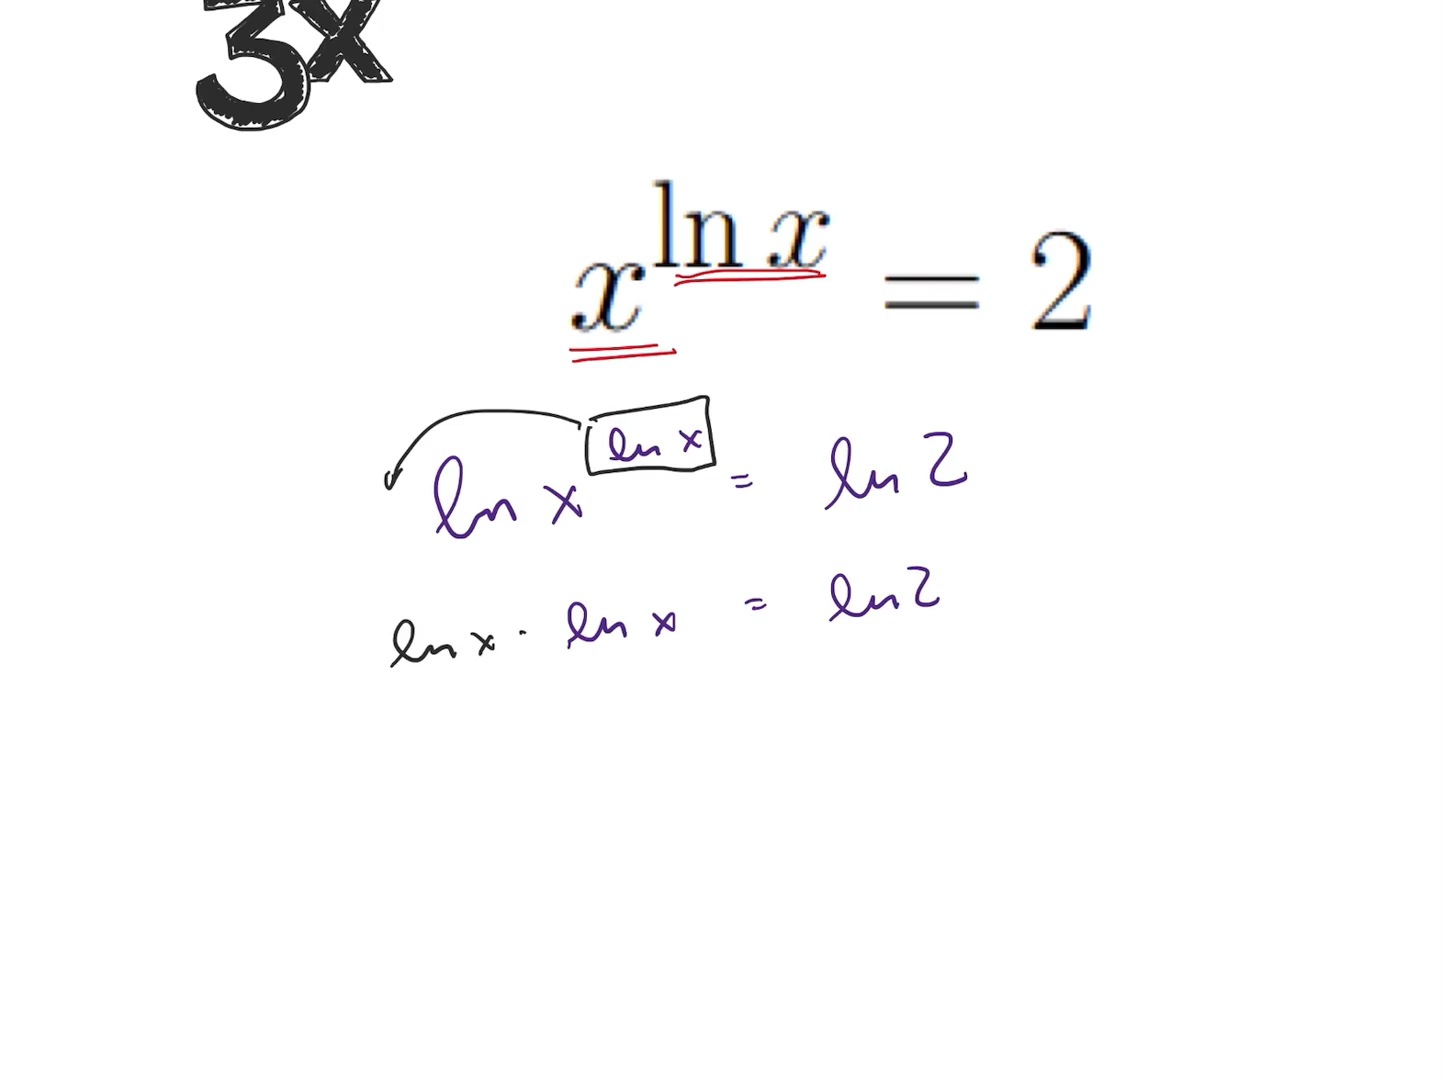 3x
x^{ln x} = 2
ln x^{ln x} = ln 2
ln x · ln x = ln 2